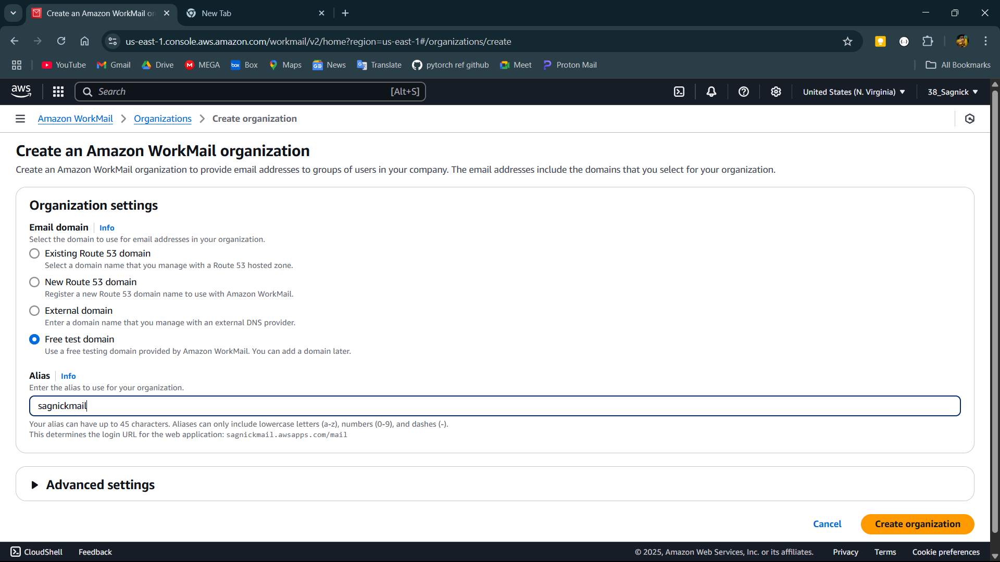 Create an Amazon WorkMail or
New Tab
us-east-1.console.aws.amazon.com/workmail/v2/home?region=us-east-1#/organizations/create
YouTube
Gmail
Drive
MEGA
box Box
Maps
News
Translate
pytorch ref github
Meet
Proton Mail
All Bookmarks
aws
Search
[Alt+S]
United States (N. Virginia)
38_Sagnick
Amazon WorkMail
Organizations
Create organization
Create an Amazon WorkMail organization
Create an Amazon WorkMail organization to provide email addresses to groups of users in your company. The email addresses include the domains that you select for your organization.
Organization settings
Email domain Info
Select the domain to use for email addresses in your organization.
Existing Route 53 domain
Select a domain name that you manage with a Route 53 hosted zone.
New Route 53 domain
Register a new Route 53 domain name to use with Amazon WorkMail.
External domain
Enter a domain name that you manage with an external DNS provider.
Free test domain
Use a free testing domain provided by Amazon WorkMail. You can add a domain later.
Alias Info
Enter the alias to use for your organization.
sagnickmail
Your alias can have up to 45 characters. Aliases can only include lowercase letters (a-z), numbers (0-9), and dashes (-).
This determines the login URL for the web application: sagnickmail.awsapps.com/mail
Advanced settings
Cancel
Create organization
CloudShell
Feedback
© 2025, Amazon Web Services, Inc. or its affiliates.
Privacy
Terms
Cookie preferences